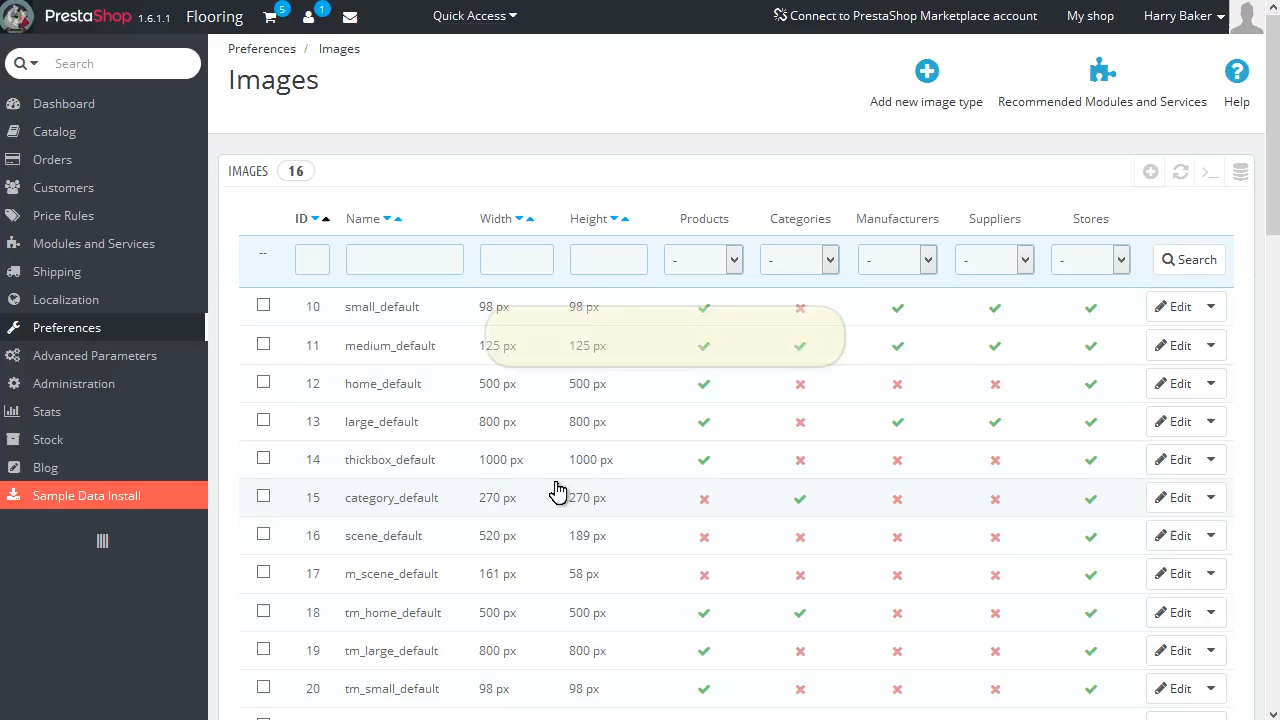 PrestaShop 1.6.1.1 Flooring 5 1 Quick Access Connect to PrestaShop Marketplace account My shop Harry Baker
Search
Dashboard
Catalog
Orders
Customers
Price Rules
Modules and Services
Shipping
Localization
Preferences
Advanced Parameters
Administration
Stats
Stock
Blog
Sample Data Install
Preferences / Images
Images
Add new image type Recommended Modules and Services Help
IMAGES 16
ID Name Width Height Products Categories Manufacturers Suppliers Stores
-- - - - - - Search
10 small_default 98 px 98 px Edit
11 medium_default 125 px 125 px Edit
12 home_default 500 px 500 px Edit
13 large_default 800 px 800 px Edit
14 thickbox_default 1000 px 1000 px Edit
15 category_default 270 px 270 px Edit
16 scene_default 520 px 189 px Edit
17 m_scene_default 161 px 58 px Edit
18 tm_home_default 500 px 500 px Edit
19 tm_large_default 800 px 800 px Edit
20 tm_small_default 98 px 98 px Edit